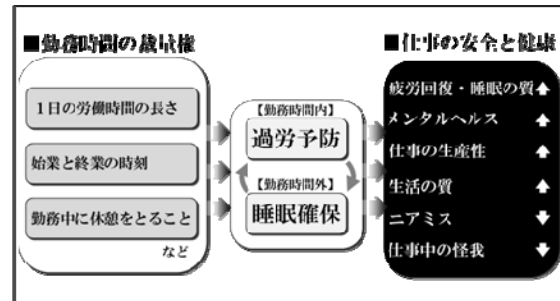 ■勤務時間の裁量権
1日の労働時間の長さ
始業と終業の時刻
勤務中に休憩をとること
など
【勤務時間内】
過労予防
【勤務時間外】
睡眠確保
■仕事の安全と健康
疲労回復・睡眠の質⬆
メンタルヘルス ⬆
仕事の生産性 ⬆
生活の質 ⬆
ニアミス ⬇
仕事中の怪我 ⬇